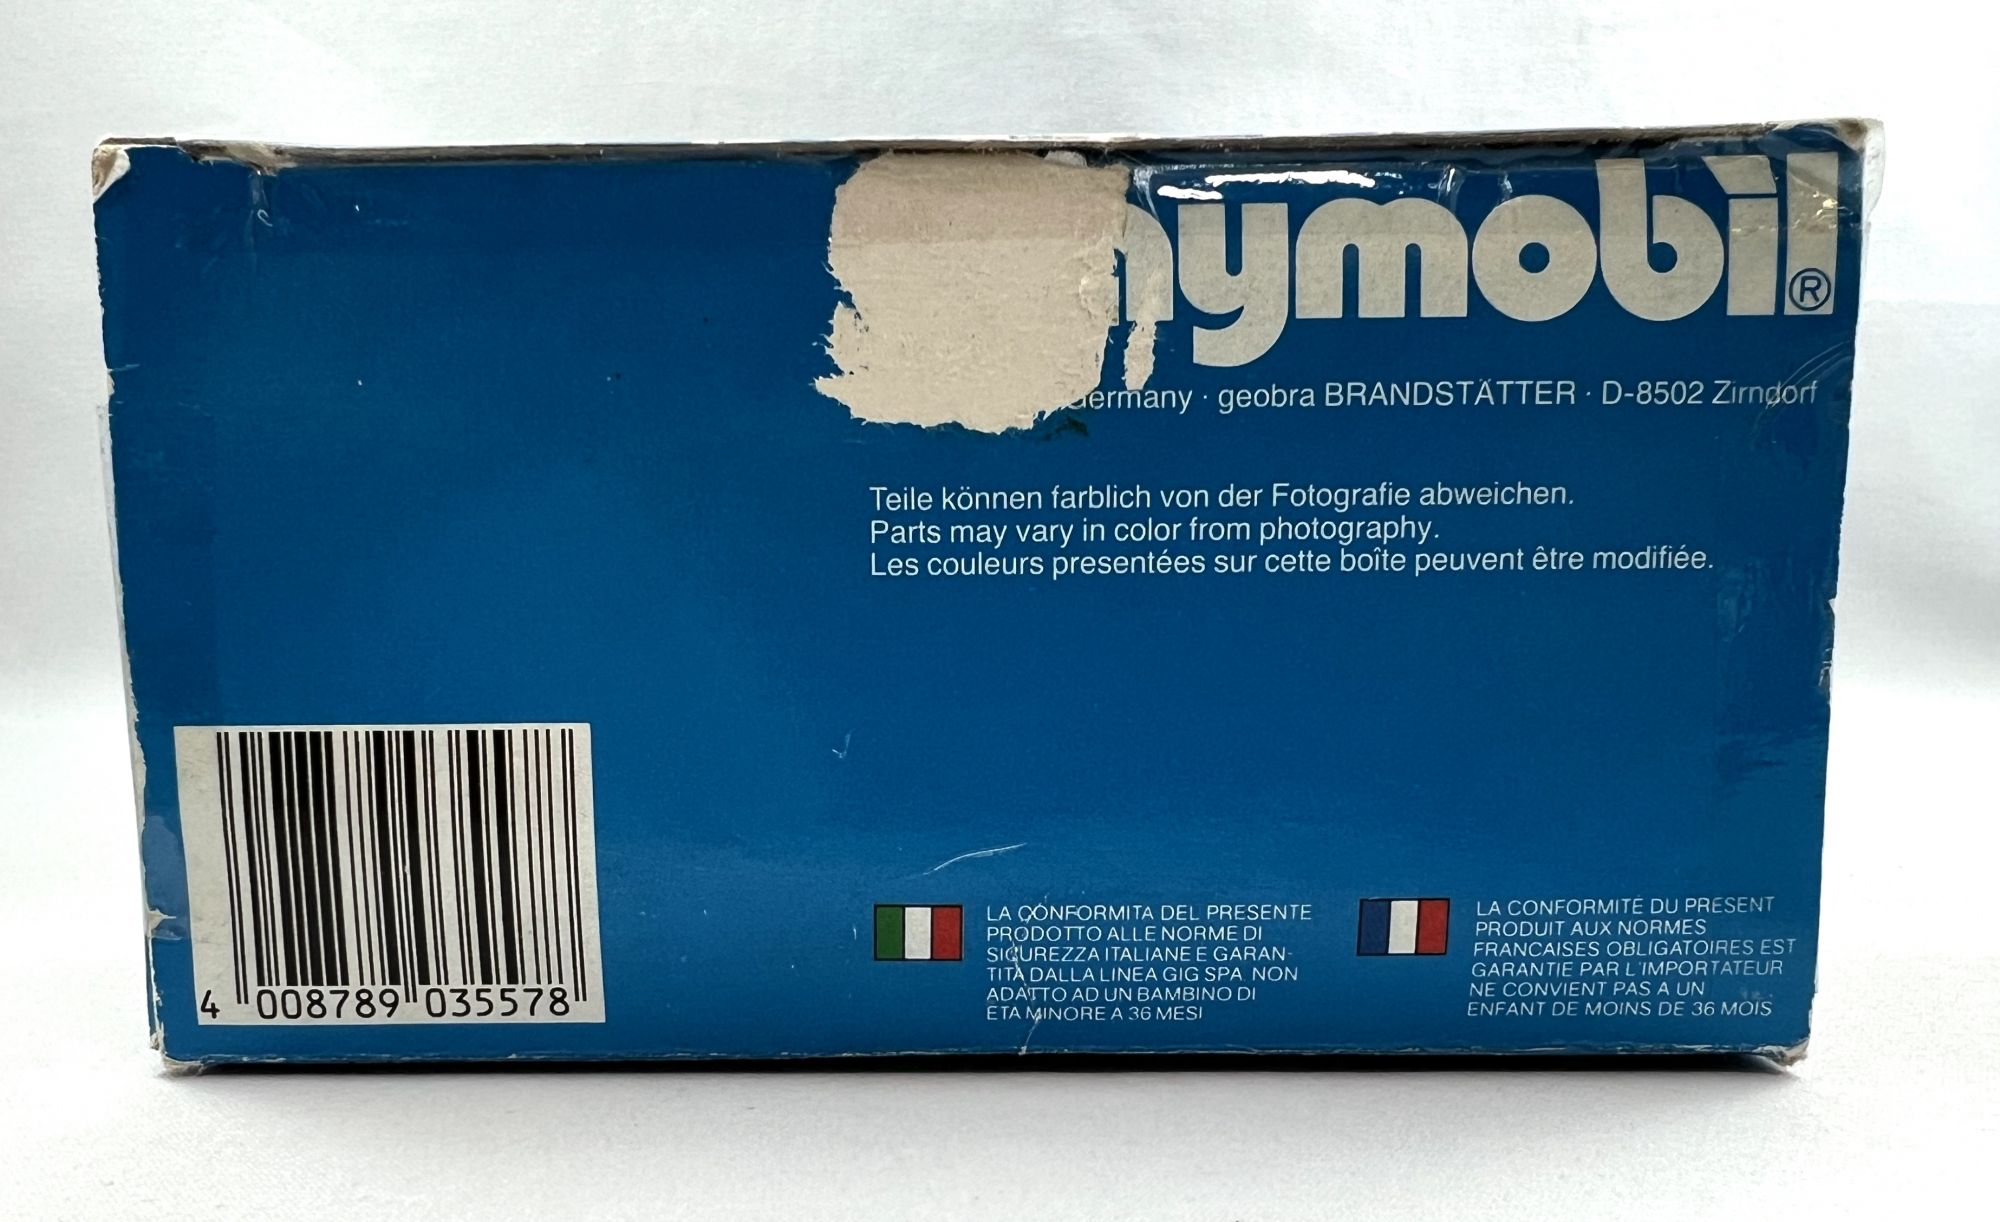 ymobil®
Germany · geobra BRANDSTÄTTER · D-8502 Zirndorf
Teile können farblich von der Fotografie abweichen.
Parts may vary in color from photography.
Les couleurs presentées sur cette boîte peuvent être modifiée.
4 008789 035578
LA CONFORMITA DEL PRESENTE
PRODOTTO ALLE NORME DI
SICUREZZA ITALIANE E GARAN-
TITA DALLA LINEA GIG SPA NON
ADATTO AD UN BAMBINO DI
ETA MINORE A 36 MESI
LA CONFORMITÉ DU PRESENT
PRODUIT AUX NORMES
FRANCAISES OBLIGATOIRES EST
GARANTIE PAR L'IMPORTATEUR
NE CONVIENT PAS A UN
ENFANT DE MOINS DE 36 MOIS